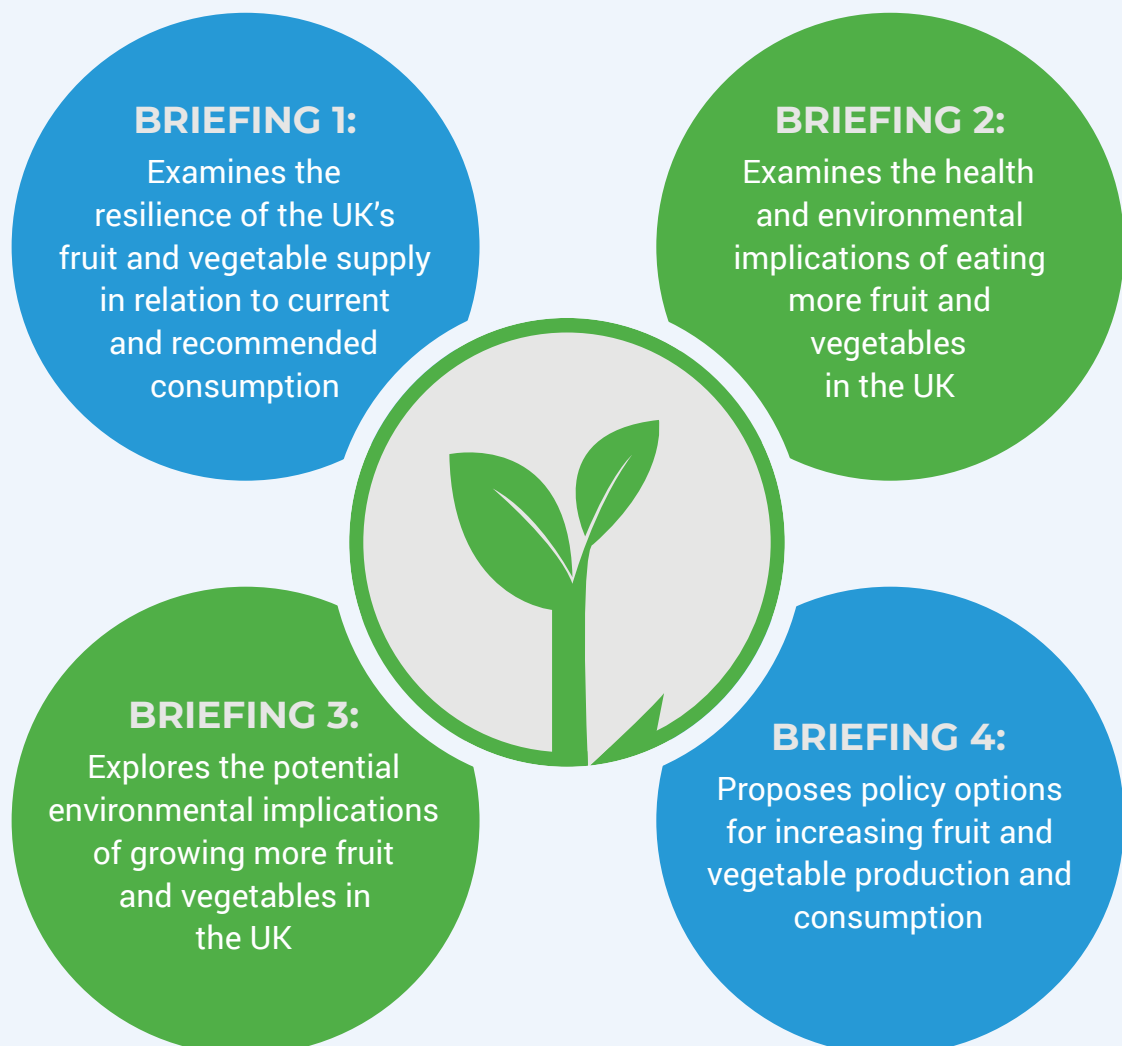 BRIEFING 1:
Examines the
resilience of the UK’s
fruit and vegetable supply
in relation to current
and recommended
consumption
BRIEFING 2:
Examines the health
and environmental
implications of eating
more fruit and
vegetables
in the UK
BRIEFING 3:
Explores the potential
environmental implications
of growing more fruit
and vegetables in
the UK
BRIEFING 4:
Proposes policy options
for increasing fruit and
vegetable production and
consumption